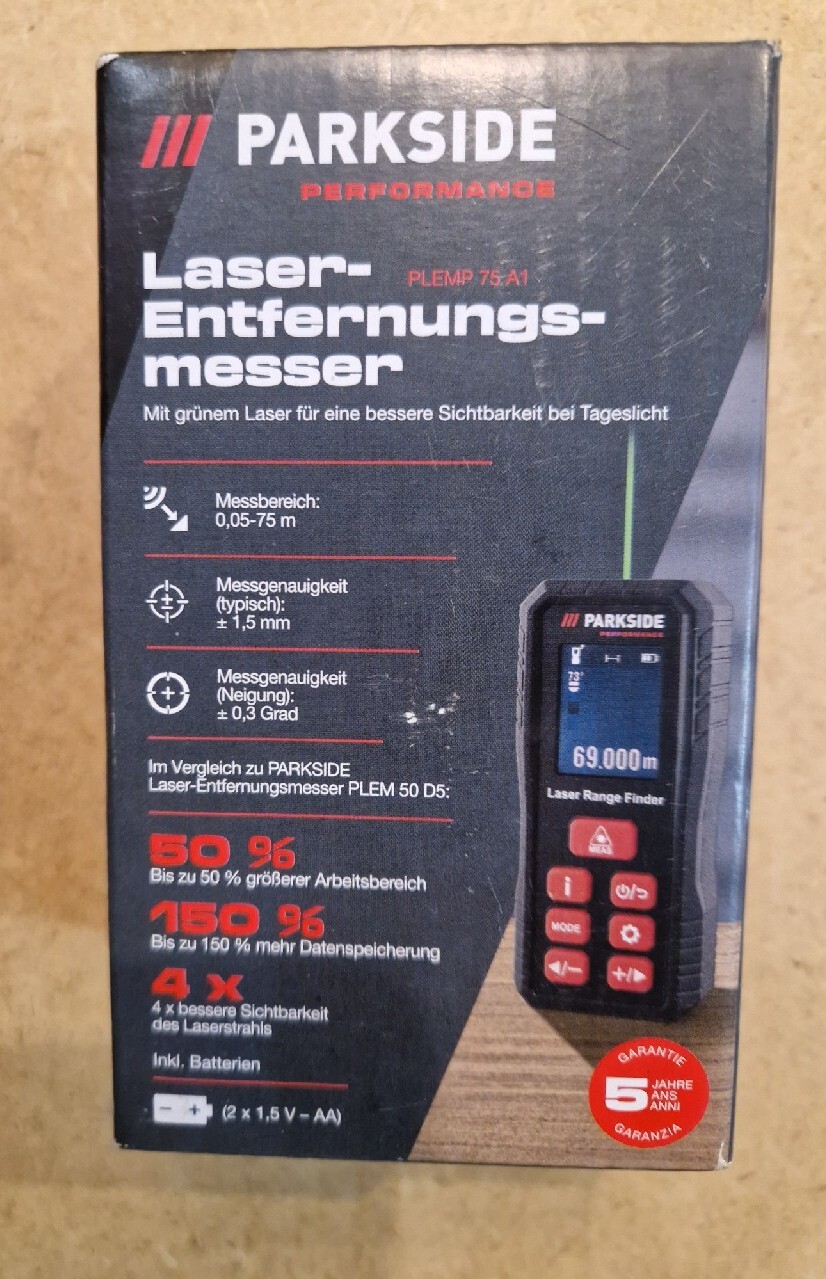 PARKSIDE
PERFORMANCE
Laser- PLEMP 75 A1
Entfernungs-
messer
Mit grünem Laser für eine bessere Sichtbarkeit bei Tageslicht
Messbereich:
0,05-75 m
Messgenauigkeit
(typisch):
± 1,5 mm
Messgenauigkeit
(Neigung):
± 0,3 Grad
Im Vergleich zu PARKSIDE
Laser-Entfernungsmesser PLEM 50 D5:
50 %
Bis zu 50 % größerer Arbeitsbereich
150 %
Bis zu 150 % mehr Datenspeicherung
4 x
4 x bessere Sichtbarkeit
des Laserstrahls
Inkl. Batterien
(2 x 1,5 V – AA)
PARKSIDE
PERFORMANCE
73°
69.000m
Laser Range Finder
MEAS
i
MODE
GARANTIE
5 JAHRE
ANS
ANNI
GARANZIA